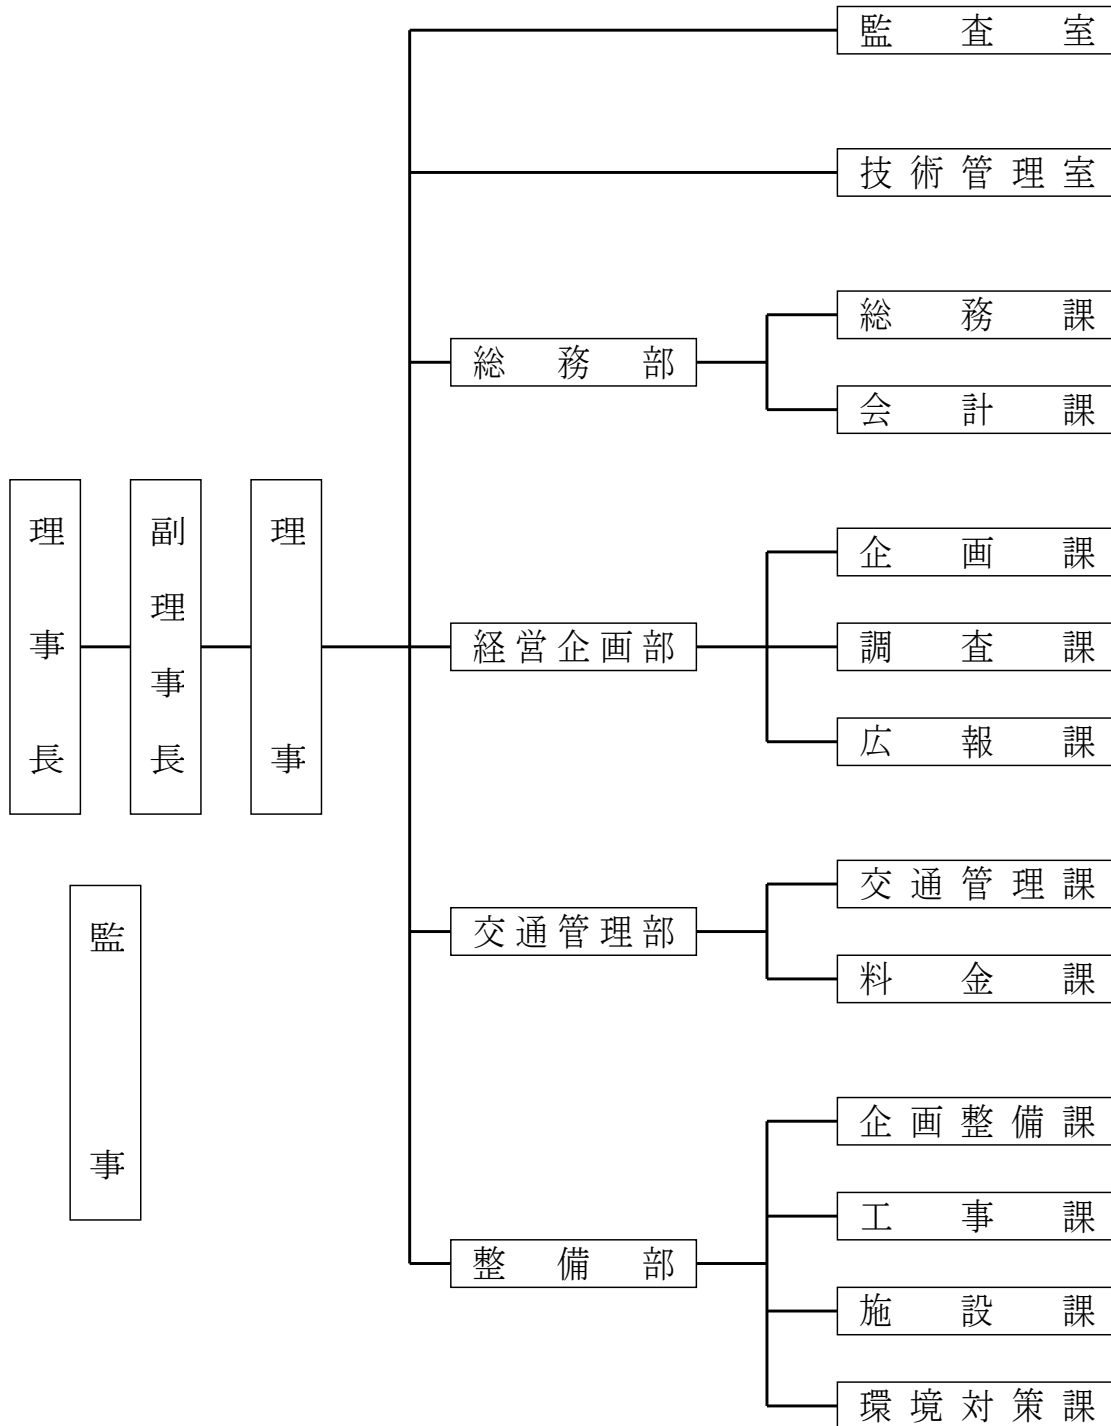 監査室
技術管理室
総務部
総務課
会計課
理事長
副理事長
理事
経営企画部
企画課
調査課
広報課
監事
交通管理部
交通管理課
料金課
整備部
企画整備課
工事課
施設課
環境対策課